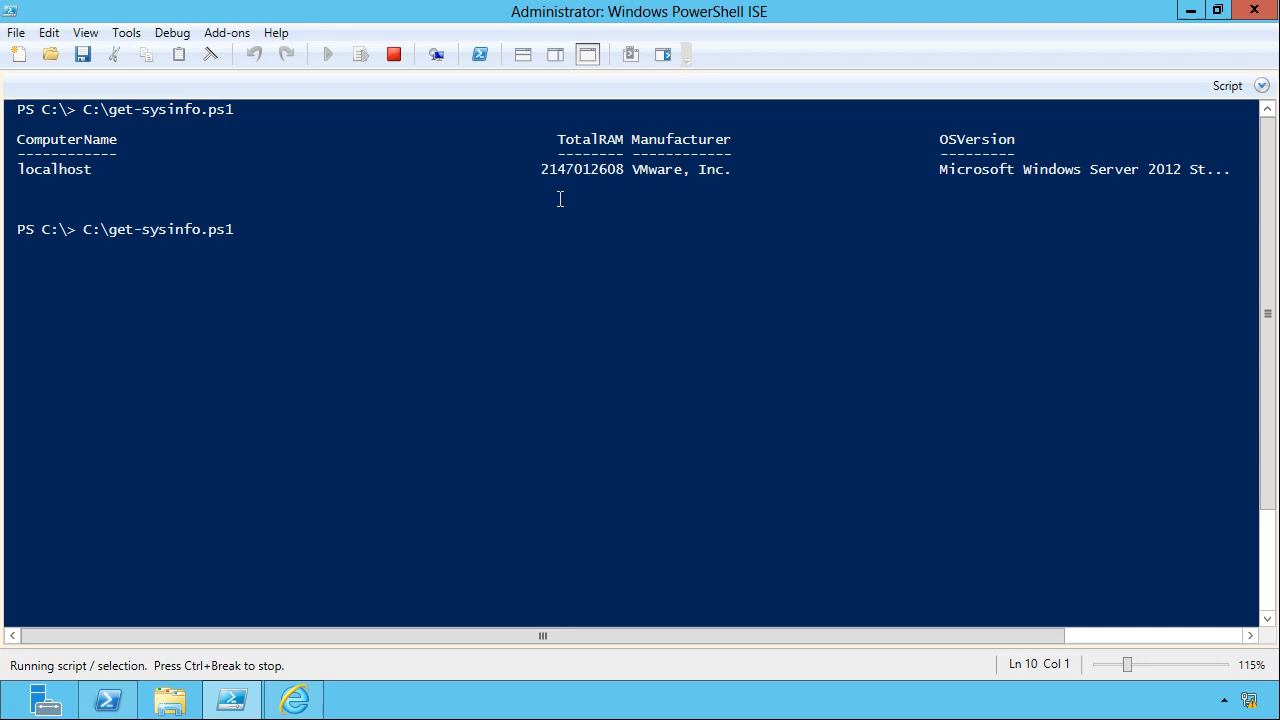 Administrator: Windows PowerShell ISE
File Edit View Tools Debug Add-ons Help
Script
PS C:\> C:\get-sysinfo.ps1
ComputerName TotalRAM Manufacturer OSVersion
------------ -------- ------------ ---------
localhost 2147012608 VMware, Inc. Microsoft Windows Server 2012 St...
PS C:\> C:\get-sysinfo.ps1
Running script / selection. Press Ctrl+Break to stop. Ln 10 Col 1 115%